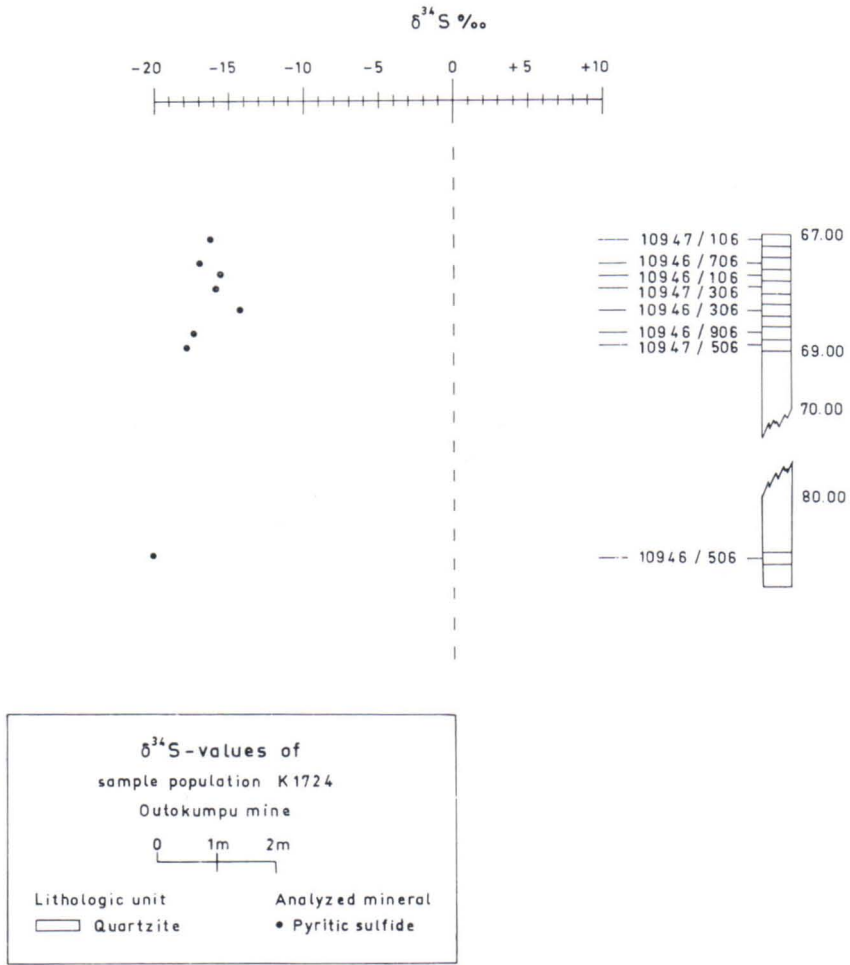 δ³⁴S ‰
-20 -15 -10 -5 0 +5 +10
10947/106 67.00
10946/706
10946/106
10947/306
10946/306
10946/906
10947/506 69.00
70.00
80.00
10946/506
δ³⁴S-values of
sample population K1724
Outokumpu mine
0 1m 2m
Lithologic unit Analyzed mineral
Quartzite Pyritic sulfide